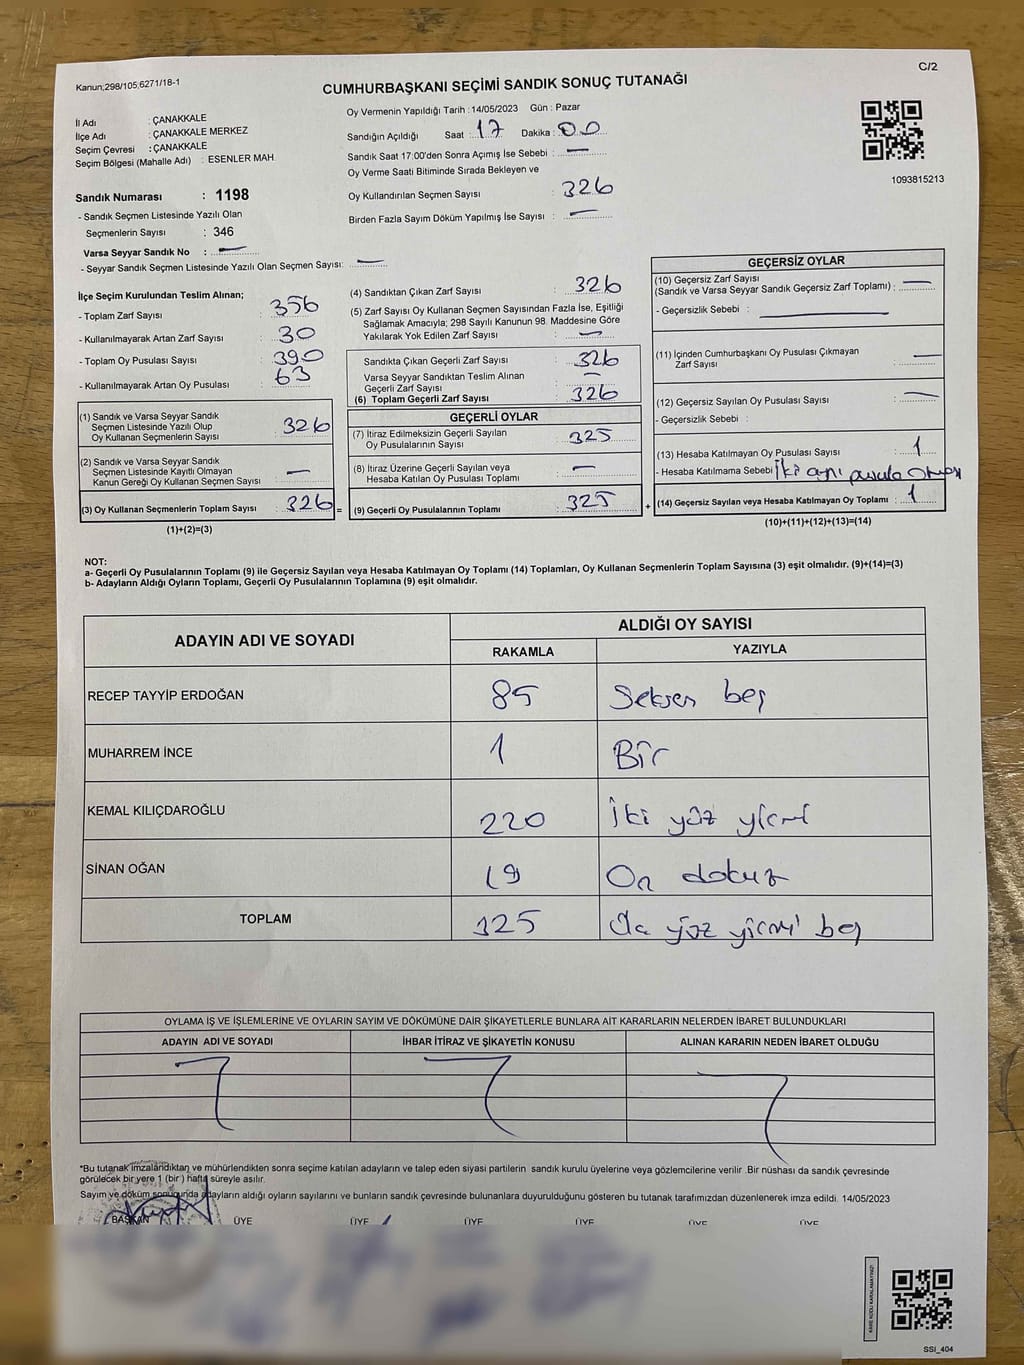 C/2
Kanun;298/105;6271/18-1
CUMHURBAŞKANI SEÇİMİ SANDIK SONUÇ TUTANAĞI
İl Adı : ÇANAKKALE
İlçe Adı : ÇANAKKALE MERKEZ
Seçim Çevresi : ÇANAKKALE
Seçim Bölgesi (Mahalle Adı) : ESENLER MAH.
Sandık Numarası : 1198
- Sandık Seçmen Listesinde Yazılı Olan
Seçmenlerin Sayısı : 346
Varsa Seyyar Sandık No : —
- Seyyar Sandık Seçmen Listesinde Yazılı Olan Seçmen Sayısı: —
Oy Vermenin Yapıldığı Tarih :14/05/2023 Gün : Pazar
Sandığın Açıldığı Saat : 17 Dakika : 00
Sandık Saat 17:00'den Sonra Açımış İse Sebebi : —
Oy Verme Saati Bitiminde Sırada Bekleyen ve
Oy Kullandırılan Seçmen Sayısı : 326
Birden Fazla Sayım Döküm Yapılmış İse Sayısı : —
1093815213
İlçe Seçim Kurulundan Teslim Alınan;
- Toplam Zarf Sayısı : 356
- Kullanılmayarak Artan Zarf Sayısı : 30
- Toplam Oy Pusulası Sayısı : 390
- Kullanılmayarak Artan Oy Pusulası : 63
(1) Sandık ve Varsa Seyyar Sandık
Seçmen Listesinde Yazılı Olup
Oy Kullanan Seçmenlerin Sayısı : 326
(2) Sandık ve Varsa Seyyar Sandık
Seçmen Listesinde Kayıtlı Olmayan
Kanun Gereği Oy Kullanan Seçmen Sayısı : —
(3) Oy Kullanan Seçmenlerin Toplam Sayısı : 326 =
(1)+(2)=(3)
(4) Sandıktan Çıkan Zarf Sayısı : 326
(5) Zarf Sayısı Oy Kullanan Seçmen Sayısından Fazla İse, Eşitliği
Sağlamak Amacıyla; 298 Sayılı Kanunun 98. Maddesine Göre
Yakılarak Yok Edilen Zarf Sayısı : —
Sandıkta Çıkan Geçerli Zarf Sayısı : 326
Varsa Seyyar Sandıktan Teslim Alınan
Geçerli Zarf Sayısı : —
(6) Toplam Geçerli Zarf Sayısı : 326
GEÇERLİ OYLAR
(7) İtiraz Edilmeksizin Geçerli Sayılan
Oy Pusulalarının Sayısı : 325
(8) İtiraz Üzerine Geçerli Sayılan veya
Hesaba Katılan Oy Pusulası Toplamı : —
(9) Geçerli Oy Pusulalarının Toplamı : 325 +
GEÇERSİZ OYLAR
(10) Geçersiz Zarf Sayısı
(Sandık ve Varsa Seyyar Sandık Geçersiz Zarf Toplamı) : —
- Geçersizlik Sebebi : —
(11) İçinden Cumhurbaşkanı Oy Pusulası Çıkmayan
Zarf Sayısı : —
(12) Geçersiz Sayılan Oy Pusulası Sayısı : —
- Geçersizlik Sebebi :
(13) Hesaba Katılmayan Oy Pusulası Sayısı : 1
- Hesaba Katılmama Sebebi : İki ayrı pusula
(14) Geçersiz Sayılan veya Hesaba Katılmayan Oy Toplamı : 1
(10)+(11)+(12)+(13)=(14)
NOT:
a- Geçerli Oy Pusulalarının Toplamı (9) ile Geçersiz Sayılan veya Hesaba Katılmayan Oy Toplamı (14) Toplamları, Oy Kullanan Seçmenlerin Toplam Sayısına (3) eşit olmalıdır. (9)+(14)=(3)
b- Adayların Aldığı Oyların Toplamı, Geçerli Oy Pusulalarının Toplamına (9) eşit olmalıdır.
ADAYIN ADI VE SOYADI ALDIĞI OY SAYISI
RAKAMLA YAZIYLA
RECEP TAYYİP ERDOĞAN 85 Seksen beş
MUHARREM İNCE 1 Bir
KEMAL KILIÇDAROĞLU 220 İki yüz yirmi
SİNAN OĞAN 19 On dokuz
TOPLAM 325 yüz yirmi beş
OYLAMA İŞ VE İŞLEMLERİNE VE OYLARIN SAYIM VE DÖKÜMÜNE DAİR ŞİKAYETLERLE BUNLARA AİT KARARLARIN NELERDEN İBARET BULUNDUKLARI
ADAYIN ADI VE SOYADI İHBAR İTİRAZ VE ŞİKAYETİN KONUSU ALINAN KARARIN NEDEN İBARET OLDUĞU
*Bu tutanak imzalandıktan ve mühürlendikten sonra seçime katılan adayların ve talep eden siyasi partilerin sandık kurulu üyelerine veya gözlemcilerine verilir .Bir nüshası da sandık çevresinde
görülecek bir yere 1 (bir ) hafta süreyle asılır.
Sayım ve döküm sonucunda adayların aldığı oyların sayılarını ve bunların sandık çevresinde bulunanlara duyurulduğunu gösteren bu tutanak tarafımızdan düzenlenerek imza edildi. 14/05/2023
BAŞKAN ÜYE ÜYE ÜYE ÜYE ÜYE ÜYE
SSİ_404